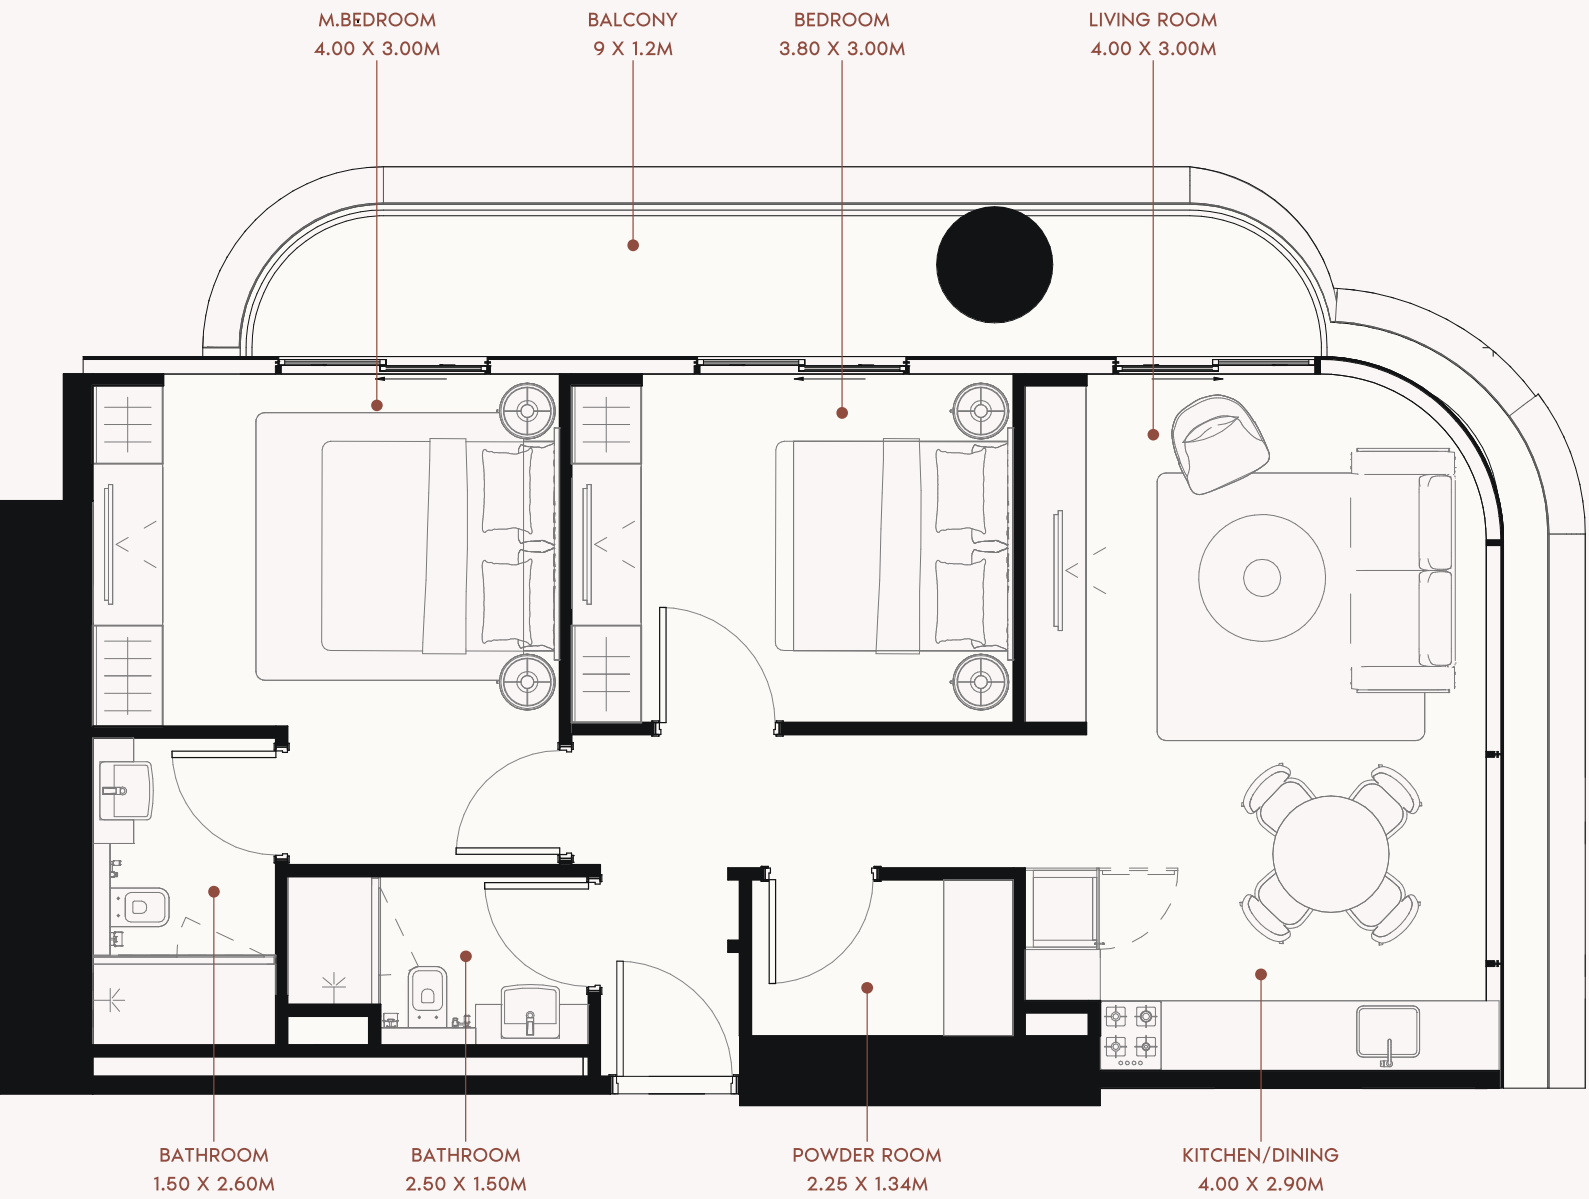 M.BEDROOM
4.00 X 3.00M
BALCONY
9 X 1.2M
BEDROOM
3.80 X 3.00M
LIVING ROOM
4.00 X 3.00M
BATHROOM
1.50 X 2.60M
BATHROOM
2.50 X 1.50M
POWDER ROOM
2.25 X 1.34M
KITCHEN/DINING
4.00 X 2.90M